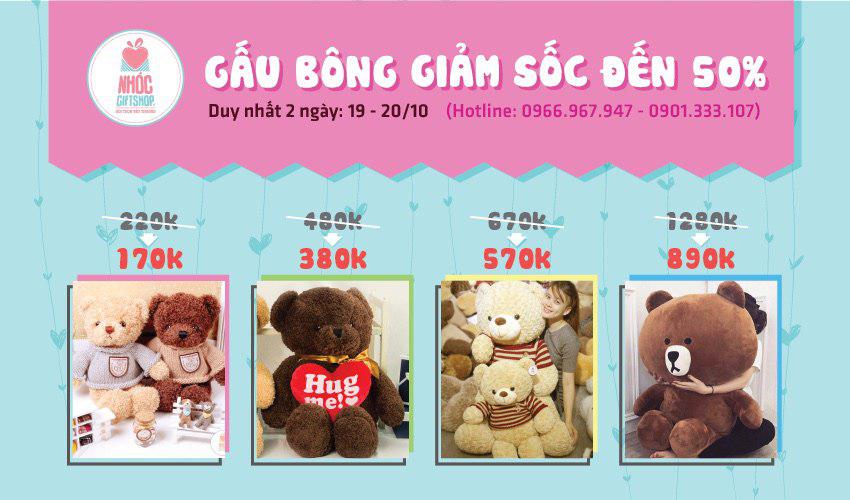 NHÓC
GIFTSHOP.
GẤU BÔNG GIẢM SỐC ĐẾN 50%
Duy nhất 2 ngày: 19 - 20/10 (Hotline: 0966.967.947 - 0901.333.107)
220k 480k 670k 1280k
170k 380k 570k 890k
Hug
me!